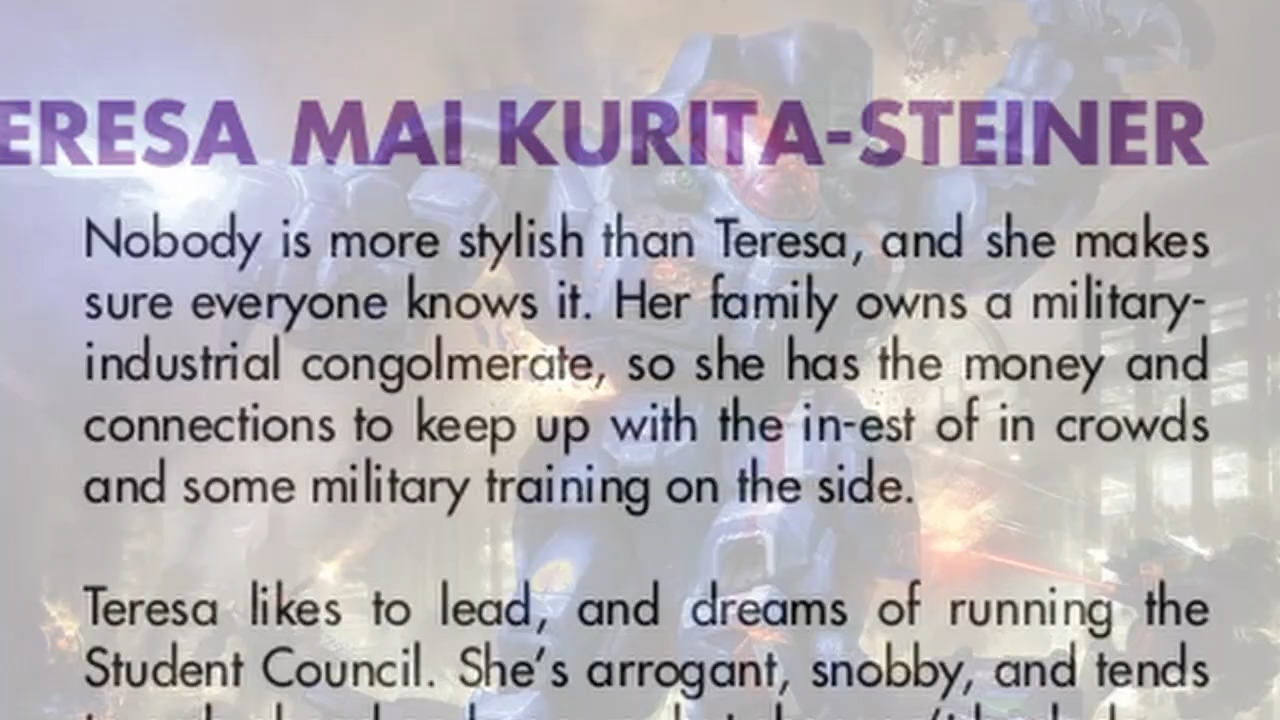 ERESA MAI KURITA-STEINER
Nobody is more stylish than Teresa, and she makes
sure everyone knows it. Her family owns a military-
industrial congolmerate, so she has the money and
connections to keep up with the in-est of in crowds
and some military training on the side.
Teresa likes to lead, and dreams of running the
Student Council. She's arrogant, snobby, and tends